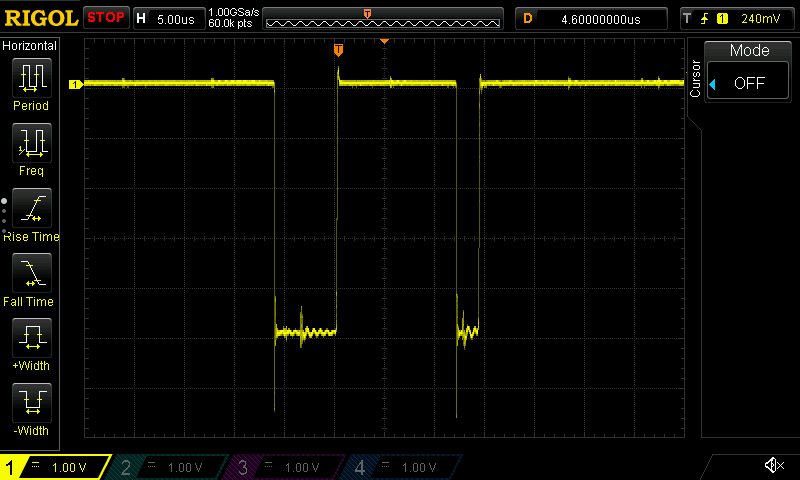 RIGOL STOP H 5.00us 1.00GSa/s D 4.60000000us T 1 240mV
60.0k pts
Horizontal
Mode
Cursor
OFF
T
1
Period
Freq
Rise Time
Fall Time
+Width
-Width
1 1.00 V 2 1.00 V 3 1.00 V 4 1.00 V